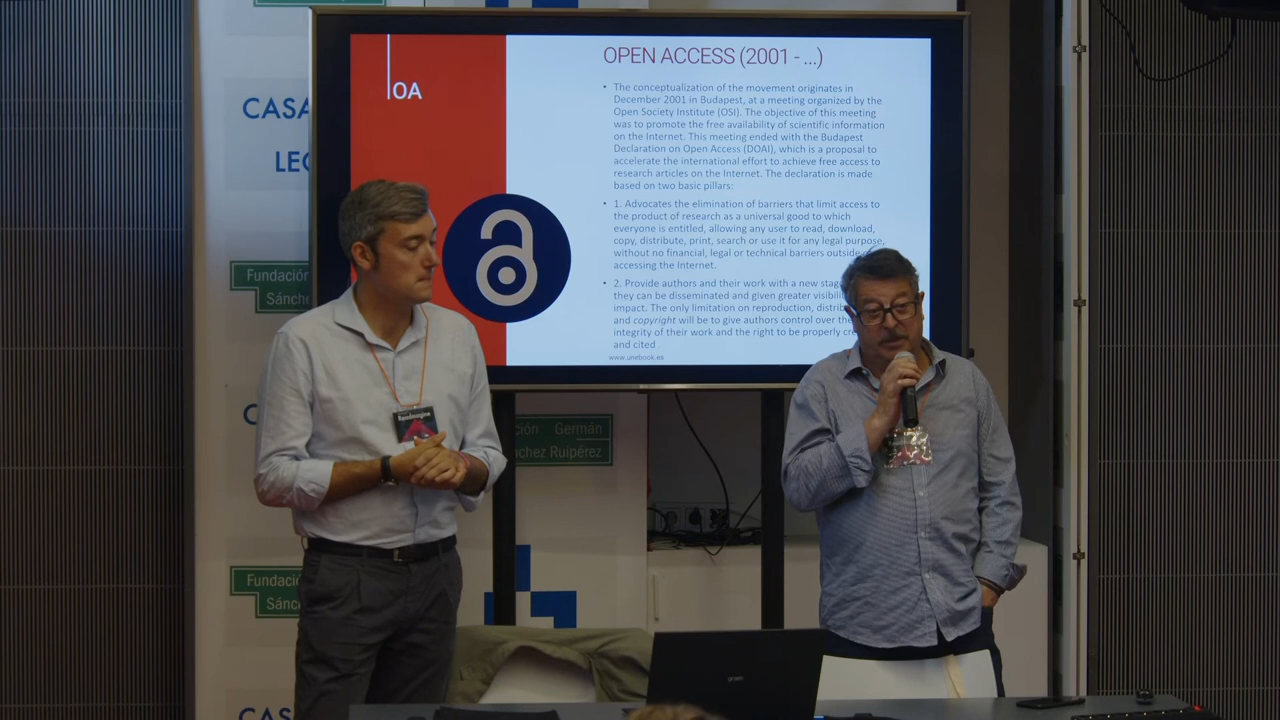 OPEN ACCESS (2001 - ...)
OA
• The conceptualization of the movement originates in
December 2001 in Budapest, at a meeting organized by the
Open Society Institute (OSI). The objective of this meeting
was to promote the free availability of scientific information
on the Internet. This meeting ended with the Budapest
Declaration on Open Access (DOAI), which is a proposal to
accelerate the international effort to achieve free access to
research articles on the Internet. The declaration is made
based on two basic pillars:
• 1. Advocates the elimination of barriers that limit access to
the product of research as a universal good to which
everyone is entitled, allowing any user to read, download,
copy, distribute, print, search or use it for any legal purpose,
without no financial, legal or technical barriers outside
accessing the Internet.
• 2. Provide authors and their work with a new
they can be disseminated and given greater
impact. The only limitation on reproduction,
and copyright will be to give authors control over
integrity of their work and the right to be properly
and cited
www.unebook.es
CASA
Fundación
Readmagine
Germán
Ruipérez
Fundación